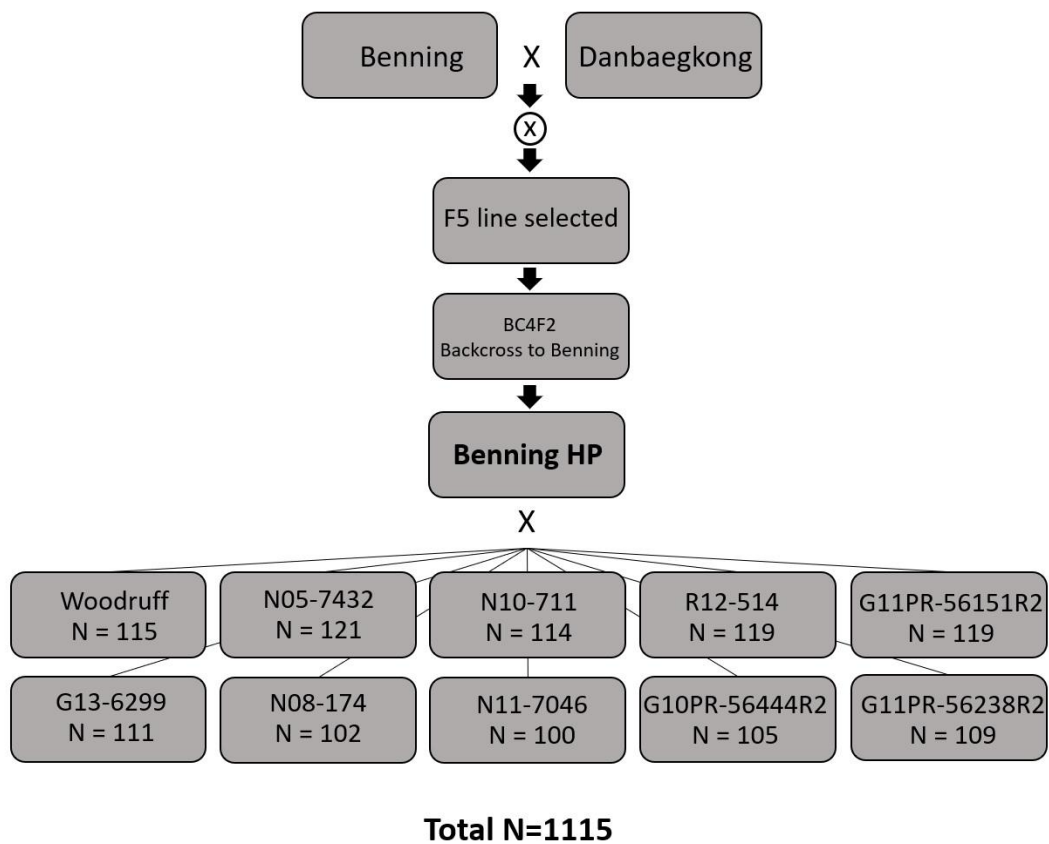 Benning X Danbaegkong
X
F5 line selected
BC4F2
Backcross to Benning
Benning HP
X
Woodruff
N = 115
N05-7432
N = 121
N10-711
N = 114
R12-514
N = 119
G11PR-56151R2
N = 119
G13-6299
N = 111
N08-174
N = 102
N11-7046
N = 100
G10PR-56444R2
N = 105
G11PR-56238R2
N = 109
Total N=1115